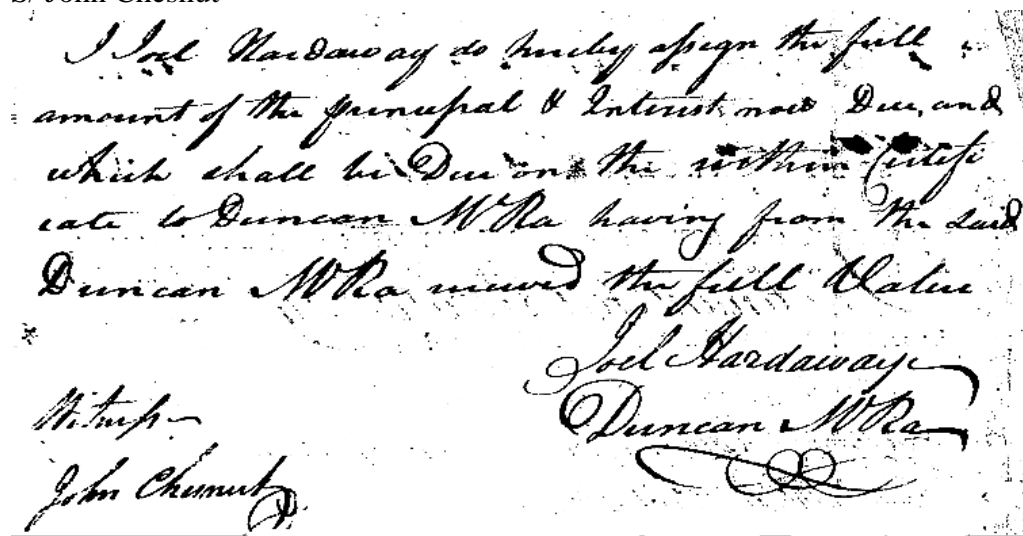 S/ John Chesnut
I Joel Hardaway do hereby assign the full
amount of the principal & Interest now Due, and
which shall be Due on the within Certifi
cate to Duncan McRa having from the said
Duncan McRa received the full Value
Joel Hardaway
Duncan McRa
Witness
John Chesnut